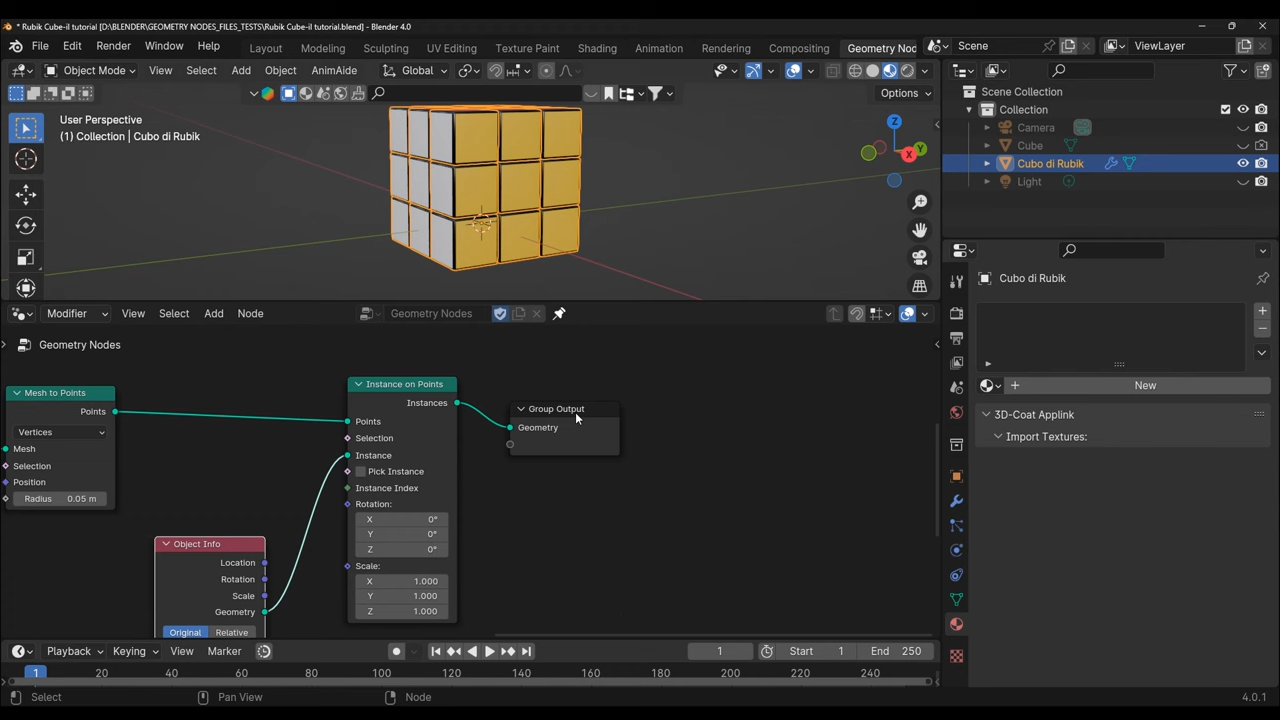 * Rubik Cube-il tutorial [D:\BLENDER\GEOMETRY NODES_FILES_TESTS\Rubik Cube-il tutorial.blend] - Blender 4.0
File Edit Render Window Help Layout Modeling Sculpting UV Editing Texture Paint Shading Animation Rendering Compositing Geometry Nod Scene ViewLayer
Object Mode View Select Add Object AnimAide Global
Options
User Perspective
(1) Collection | Cubo di Rubik
Z
Y
X
Scene Collection
Collection
Camera
Cube
Cubo di Rubik
Light
Cubo di Rubik
New
3D-Coat Applink
Import Textures:
Modifier View Select Add Node Geometry Nodes
Geometry Nodes
Mesh to Points
Points
Vertices
Mesh
Selection
Position
Radius 0.05 m
Object Info
Location
Rotation
Scale
Geometry
Original Relative
Instance on Points
Instances
Points
Selection
Instance
Pick Instance
Instance Index
Rotation:
X 0°
Y 0°
Z 0°
Scale:
X 1.000
Y 1.000
Z 1.000
Group Output
Geometry
Playback Keying View Marker 1 Start 1 End 250
1 20 40 60 80 100 120 140 160 180 200 220 240
Select Pan View Node 4.0.1